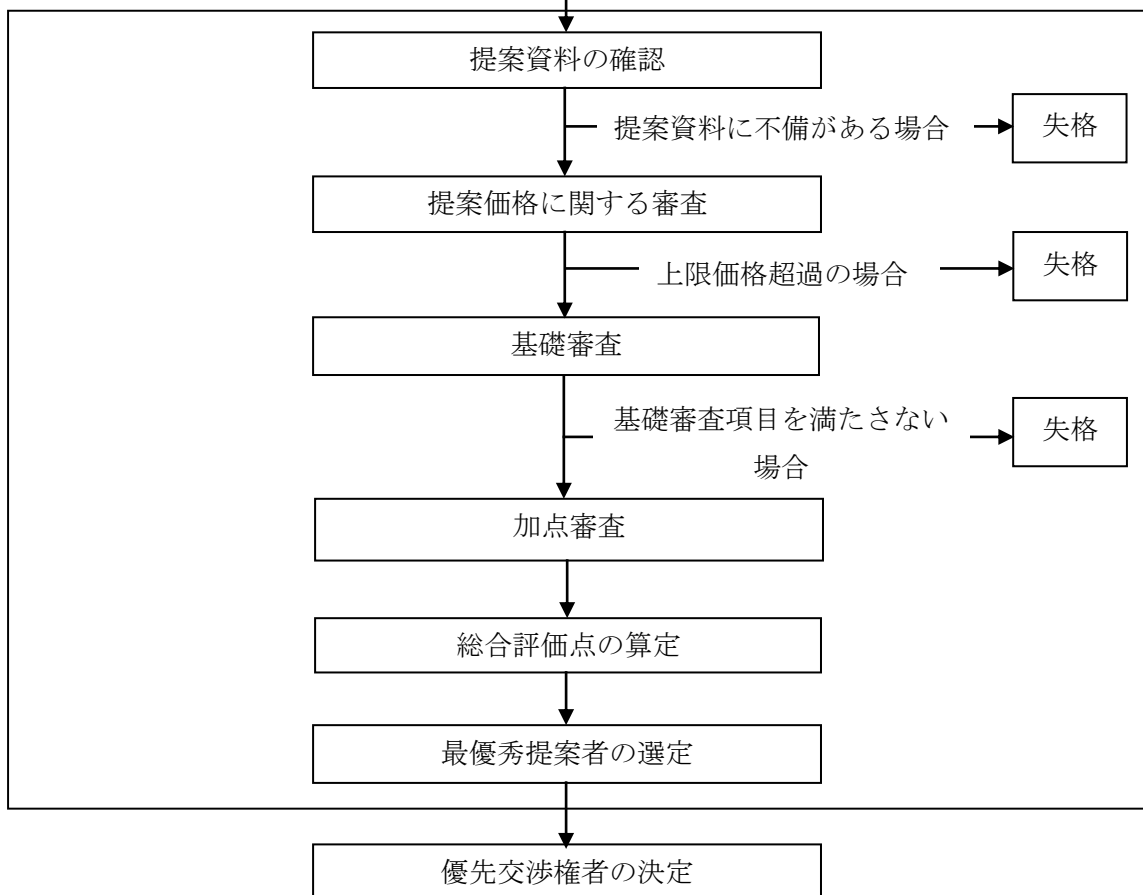 提案資料の確認
提案資料に不備がある場合
失格
提案価格に関する審査
上限価格超過の場合
失格
基礎審査
基礎審査項目を満たさない
場合
失格
加点審査
総合評価点の算定
最優秀提案者の選定
優先交渉権者の決定